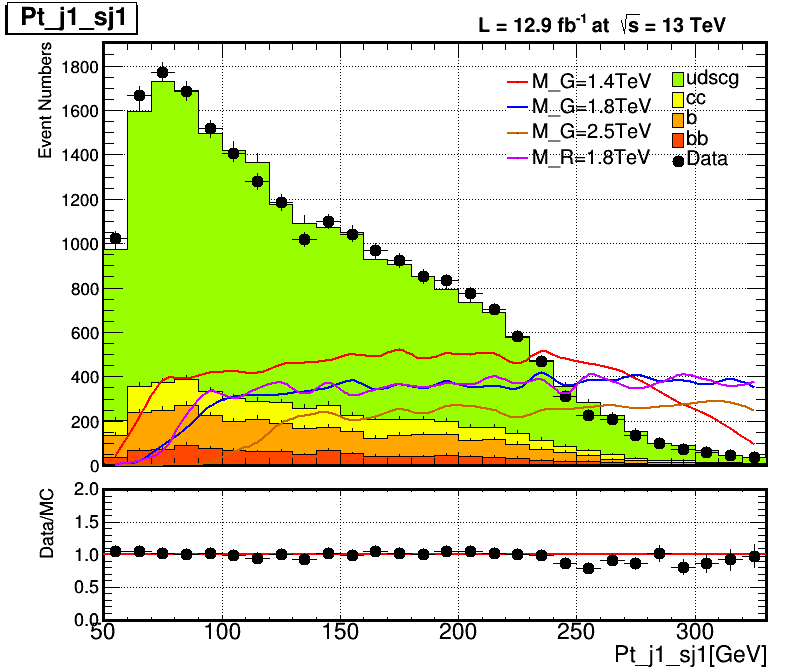 Pt_j1_sj1
L = 12.9 fb-1 at √s = 13 TeV
Event Numbers
1800
1600
1400
1200
1000
800
600
400
200
0
M_G=1.4TeV
M_G=1.8TeV
M_G=2.5TeV
M_R=1.8TeV
udscg
cc
b
bb
Data
Data/MC
2.0
1.5
1.0
0.5
0.0
50 100 150 200 250 300
Pt_j1_sj1[GeV]